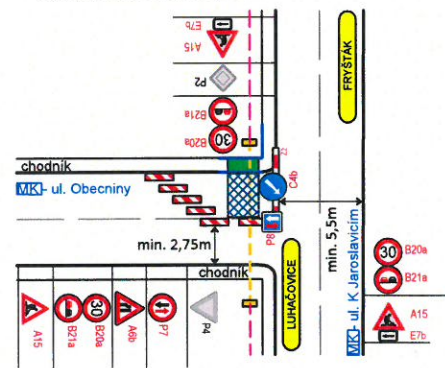 E7b
A15
P2
B21a
30
B20a
chodník
MK - ul. Obecniny
Z2
C4b
P8
min. 2,75m
min. 5,5m
FRYŠTÁK
LUHAČOVICE
MK - ul. K Jaroslavicím
chodník
30
B20a
B21a
A15
E7b
A15
B21a
30
B20a
A6b
P7
P4